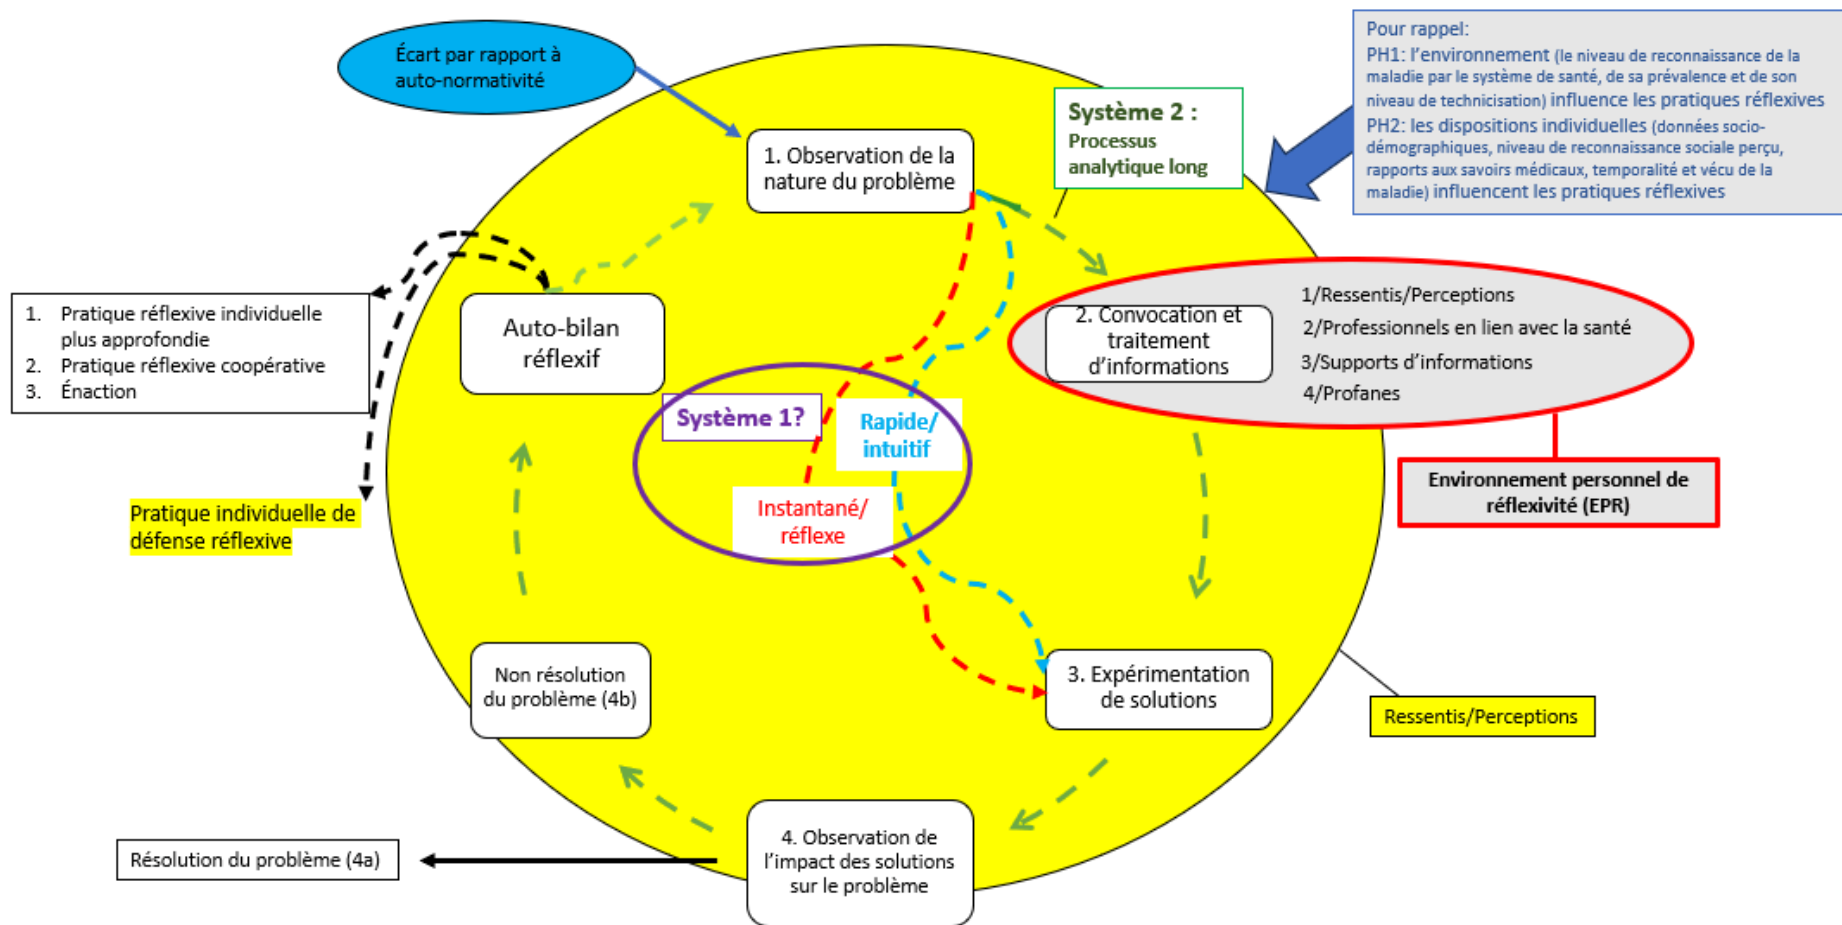 Écart par rapport à
auto-normativité
Pour rappel:
PH1: l'environnement (le niveau de reconnaissance de la
maladie par le système de santé, de sa prévalence et de son
niveau de technicisation) influence les pratiques réflexives
PH2: les dispositions individuelles (données socio-
démographiques, niveau de reconnaissance sociale perçu,
rapports aux savoirs médicaux, temporalité et vécu de la
maladie) influencent les pratiques réflexives
Système 2 :
Processus
analytique long
1. Observation de la
nature du problème
1. Pratique réflexive individuelle
plus approfondie
2. Pratique réflexive coopérative
3. Énaction
Auto-bilan
réflexif
2. Convocation et
traitement
d'informations
1/Ressentis/Perceptions
2/Professionnels en lien avec la santé
3/Supports d'informations
4/Profanes
Système 1?
Rapide/
intuitif
Instantané/
réflexe
Environnement personnel de
réflexivité (EPR)
Pratique individuelle de
défense réflexive
Non résolution
du problème (4b)
3. Expérimentation
de solutions
Ressentis/Perceptions
4. Observation de
l'impact des solutions
sur le problème
Résolution du problème (4a)